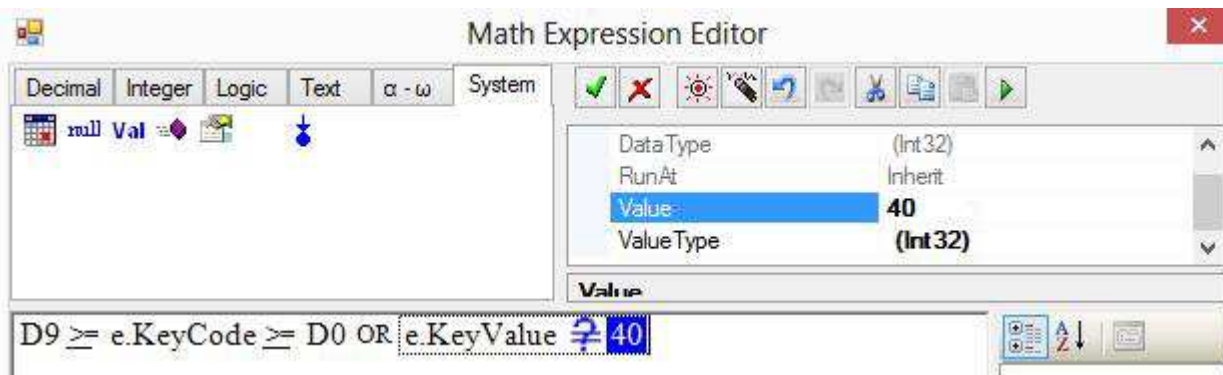 Math Expression Editor
Decimal Integer Logic Text α - ω System
null Val
DataType (Int32)
RunAt Inherit
Value 40
ValueType (Int32)
Value
D9 >= e.KeyCode >= D0 OR e.KeyValue ≟ 40